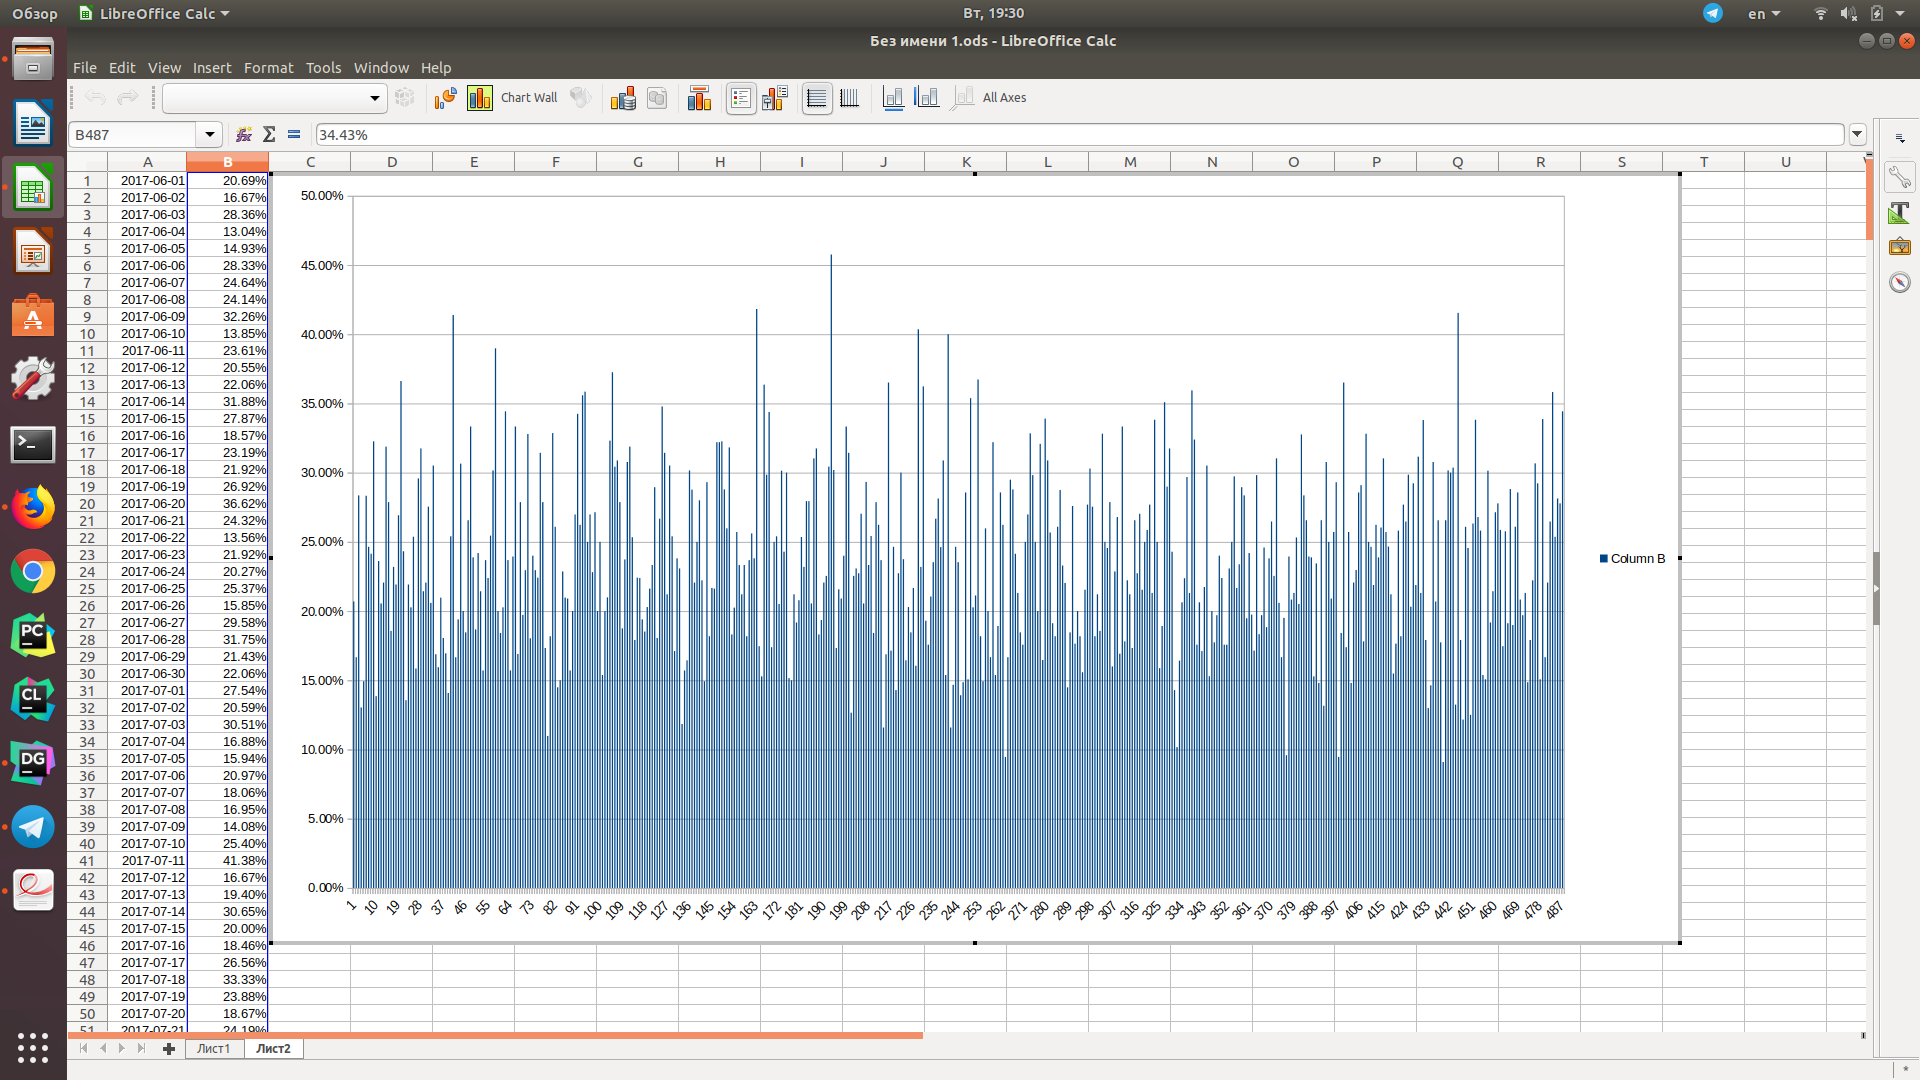 Обзор LibreOffice Calc Вт, 19:30 en
Без имени 1.ods - LibreOffice Calc
File Edit View Insert Format Tools Window Help
Chart Wall All Axes
B487 34.43%
A B C D E F G H I J K L M N O P Q R S T U
1 2017-06-01 20.69%
2 2017-06-02 16.67%
3 2017-06-03 28.36%
4 2017-06-04 13.04%
5 2017-06-05 14.93%
6 2017-06-06 28.33%
7 2017-06-07 24.64%
8 2017-06-08 24.14%
9 2017-06-09 32.26%
10 2017-06-10 13.85%
11 2017-06-11 23.61%
12 2017-06-12 20.55%
13 2017-06-13 22.06%
14 2017-06-14 31.88%
15 2017-06-15 27.87%
16 2017-06-16 18.57%
17 2017-06-17 23.19%
18 2017-06-18 21.92%
19 2017-06-19 26.92%
20 2017-06-20 36.62%
21 2017-06-21 24.32%
22 2017-06-22 13.56%
23 2017-06-23 21.92%
24 2017-06-24 20.27%
25 2017-06-25 25.37%
26 2017-06-26 15.85%
27 2017-06-27 29.58%
28 2017-06-28 31.75%
29 2017-06-29 21.43%
30 2017-06-30 22.06%
31 2017-07-01 27.54%
32 2017-07-02 20.59%
33 2017-07-03 30.51%
34 2017-07-04 16.88%
35 2017-07-05 15.94%
36 2017-07-06 20.97%
37 2017-07-07 18.06%
38 2017-07-08 16.95%
39 2017-07-09 14.08%
40 2017-07-10 25.40%
41 2017-07-11 41.38%
42 2017-07-12 16.67%
43 2017-07-13 19.40%
44 2017-07-14 30.65%
45 2017-07-15 20.00%
46 2017-07-16 18.46%
47 2017-07-17 26.56%
48 2017-07-18 33.33%
49 2017-07-19 23.88%
50 2017-07-20 18.67%
51 2017-07-21 24.19%
50.00%
45.00%
40.00%
35.00%
30.00%
25.00%
20.00%
15.00%
10.00%
5.00%
0.00%
1 10 19 28 37 46 55 64 73 82 91 100 109 118 127 136 145 154 163 172 181 190 199 208 217 226 235 244 253 262 271 280 289 298 307 316 325 334 343 352 361 370 379 388 397 406 415 424 433 442 451 460 469 478 487
Column B
Лист1 Лист2
PC
CL
DG